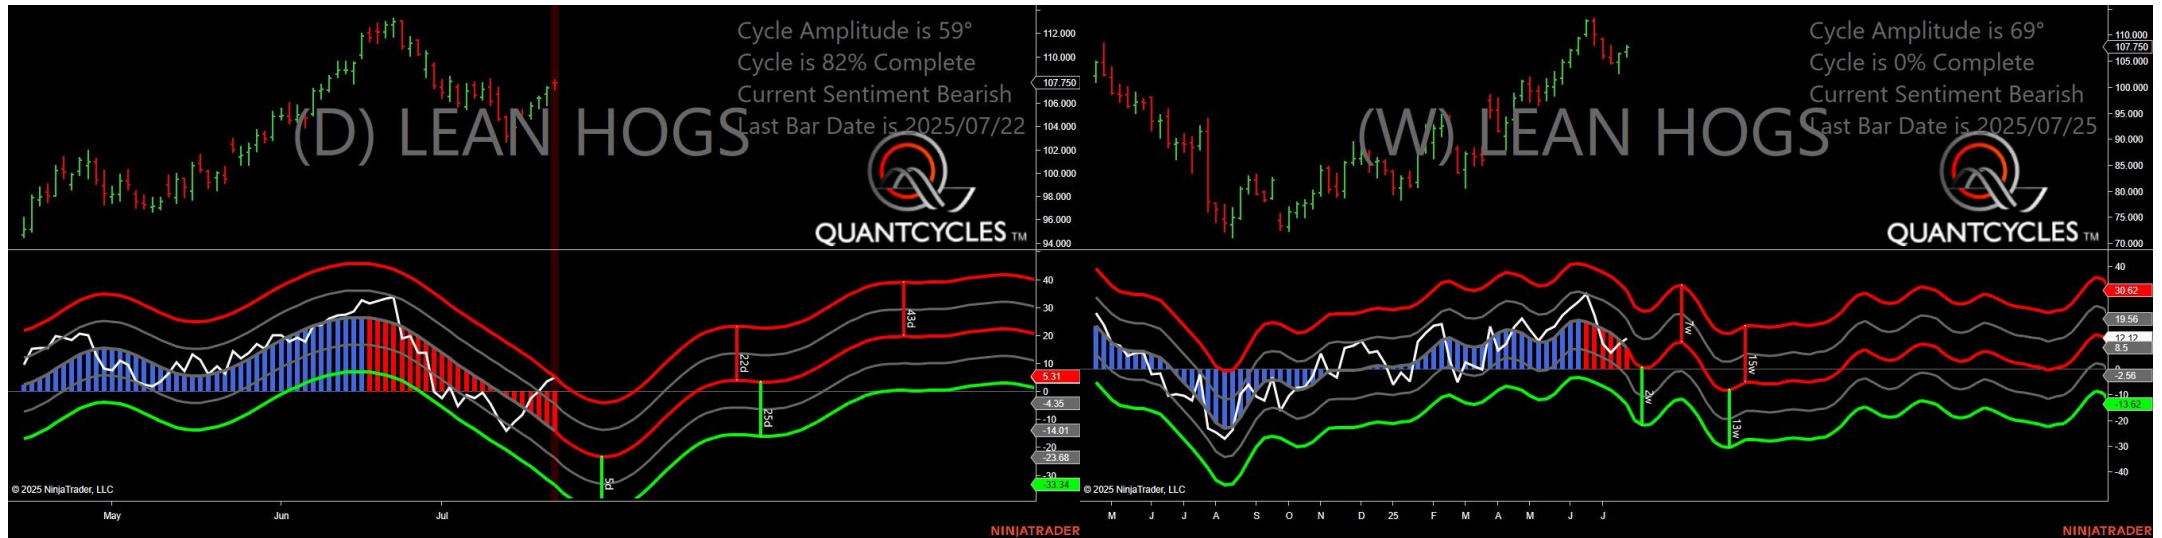 Cycle Amplitude is 59°
Cycle is 82% Complete
Current Sentiment Bearish
Last Bar Date is 2025/07/22
(D) LEAN HOGS
QUANTCYCLES TM
112.000
110.000
107.750
106.000
104.000
102.000
100.000
98.000
96.000
94.000
40
30
20
10
5.31
0
-4.35
-10
-14.01
-20
-23.68
-30
-33.34
5d
22d
25d
43d
© 2025 NinjaTrader, LLC
May Jun Jul
NINJATRADER
Cycle Amplitude is 69°
Cycle is 0% Complete
Current Sentiment Bearish
Last Bar Date is 2025/07/25
(W) LEAN HOGS
QUANTCYCLES TM
110.000
107.750
105.000
100.000
95.000
90.000
85.000
80.000
75.000
70.000
40
30.62
19.56
12.12
8.5
0
-2.56
-10
-13.62
-20
-30
-40
2w
7w
13w
15w
© 2025 NinjaTrader, LLC
M J J A S O N D 25 F M A M J J
NINJATRADER